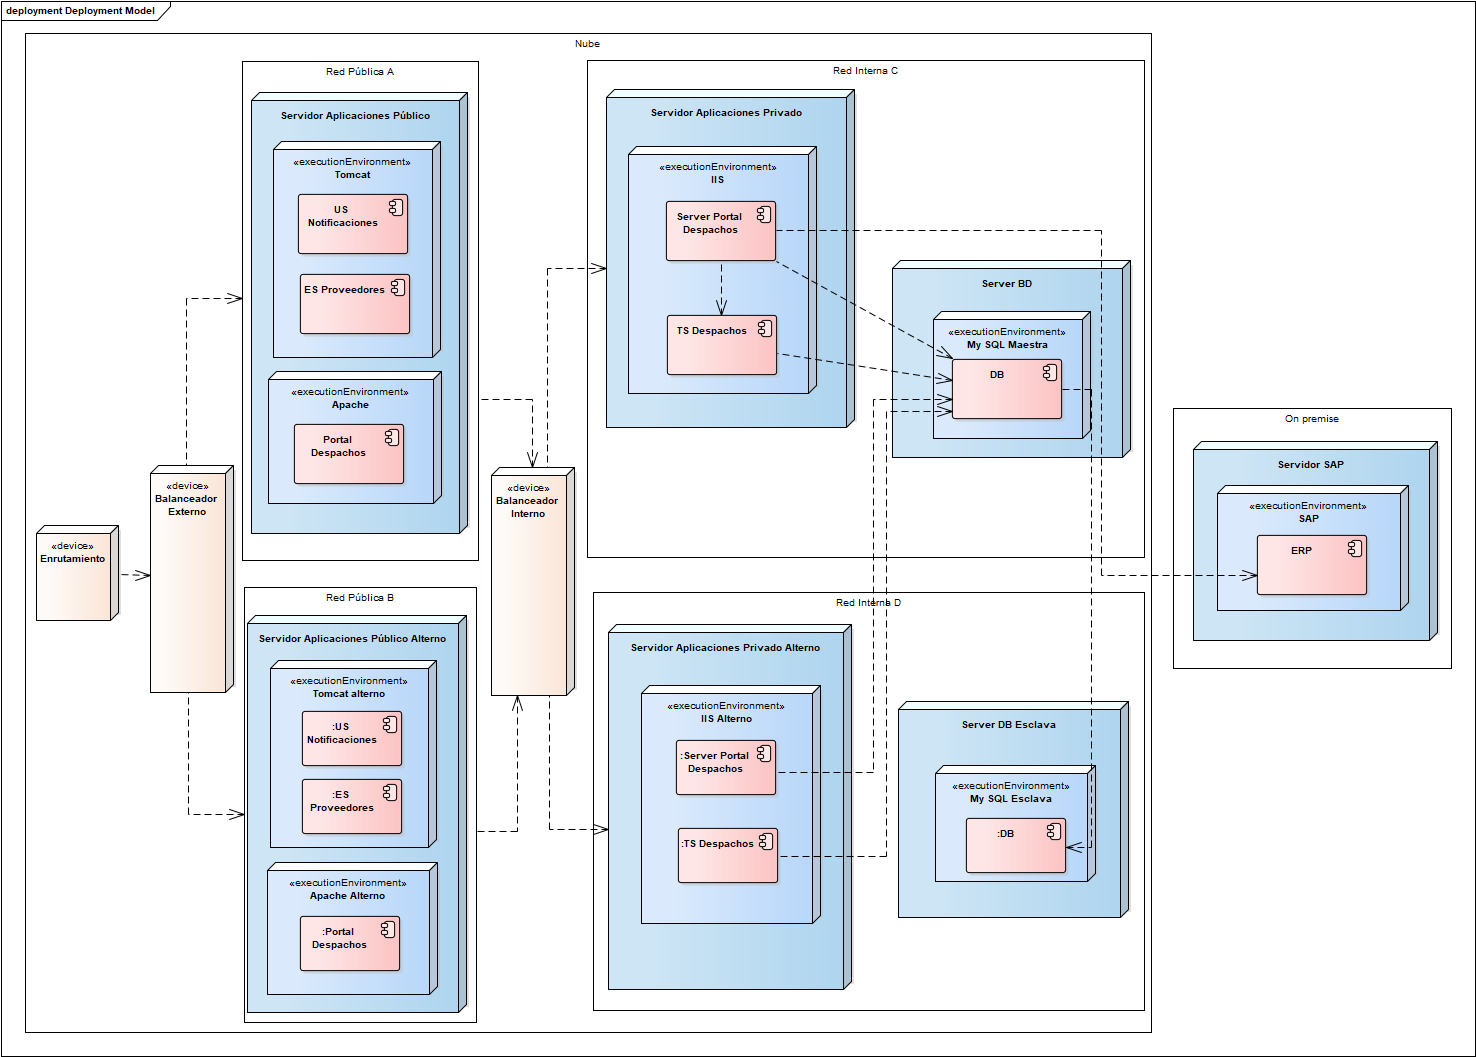 deployment Deployment Model
Nube
Red Pública A
Servidor Aplicaciones Público
«executionEnvironment»
Tomcat
US
Notificaciones
ES Proveedores
«executionEnvironment»
Apache
Portal
Despachos
«device»
Enrutamiento
«device»
Balanceador
Externo
Red Pública B
Servidor Aplicaciones Público Alterno
«executionEnvironment»
Tomcat alterno
:US
Notificaciones
:ES
Proveedores
«executionEnvironment»
Apache Alterno
:Portal
Despachos
«device»
Balanceador
Interno
Red Interna C
Servidor Aplicaciones Privado
«executionEnvironment»
IIS
Server Portal
Despachos
TS Despachos
Server BD
«executionEnvironment»
My SQL Maestra
DB
Red Interna D
Servidor Aplicaciones Privado Alterno
«executionEnvironment»
IIS Alterno
:Server Portal
Despachos
:TS Despachos
Server DB Esclava
«executionEnvironment»
My SQL Esclava
:DB
On premise
Servidor SAP
«executionEnvironment»
SAP
ERP